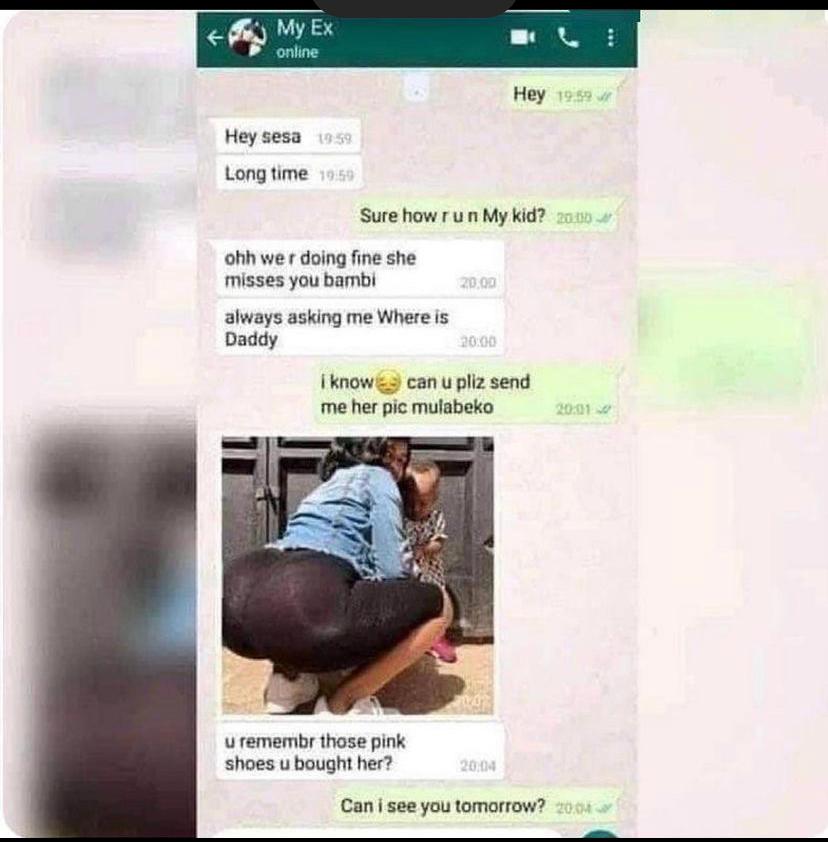 My Ex
online
Hey 19:59
Hey sesa 19:59
Long time 19:59
Sure how r u n My kid? 20:00
ohh we r doing fine she
misses you bambi 20:00
always asking me Where is
Daddy 20:00
i know😔 can u pliz send
me her pic mulabeko 20:01
u remembr those pink
shoes u bought her? 20:04
Can i see you tomorrow? 20:04